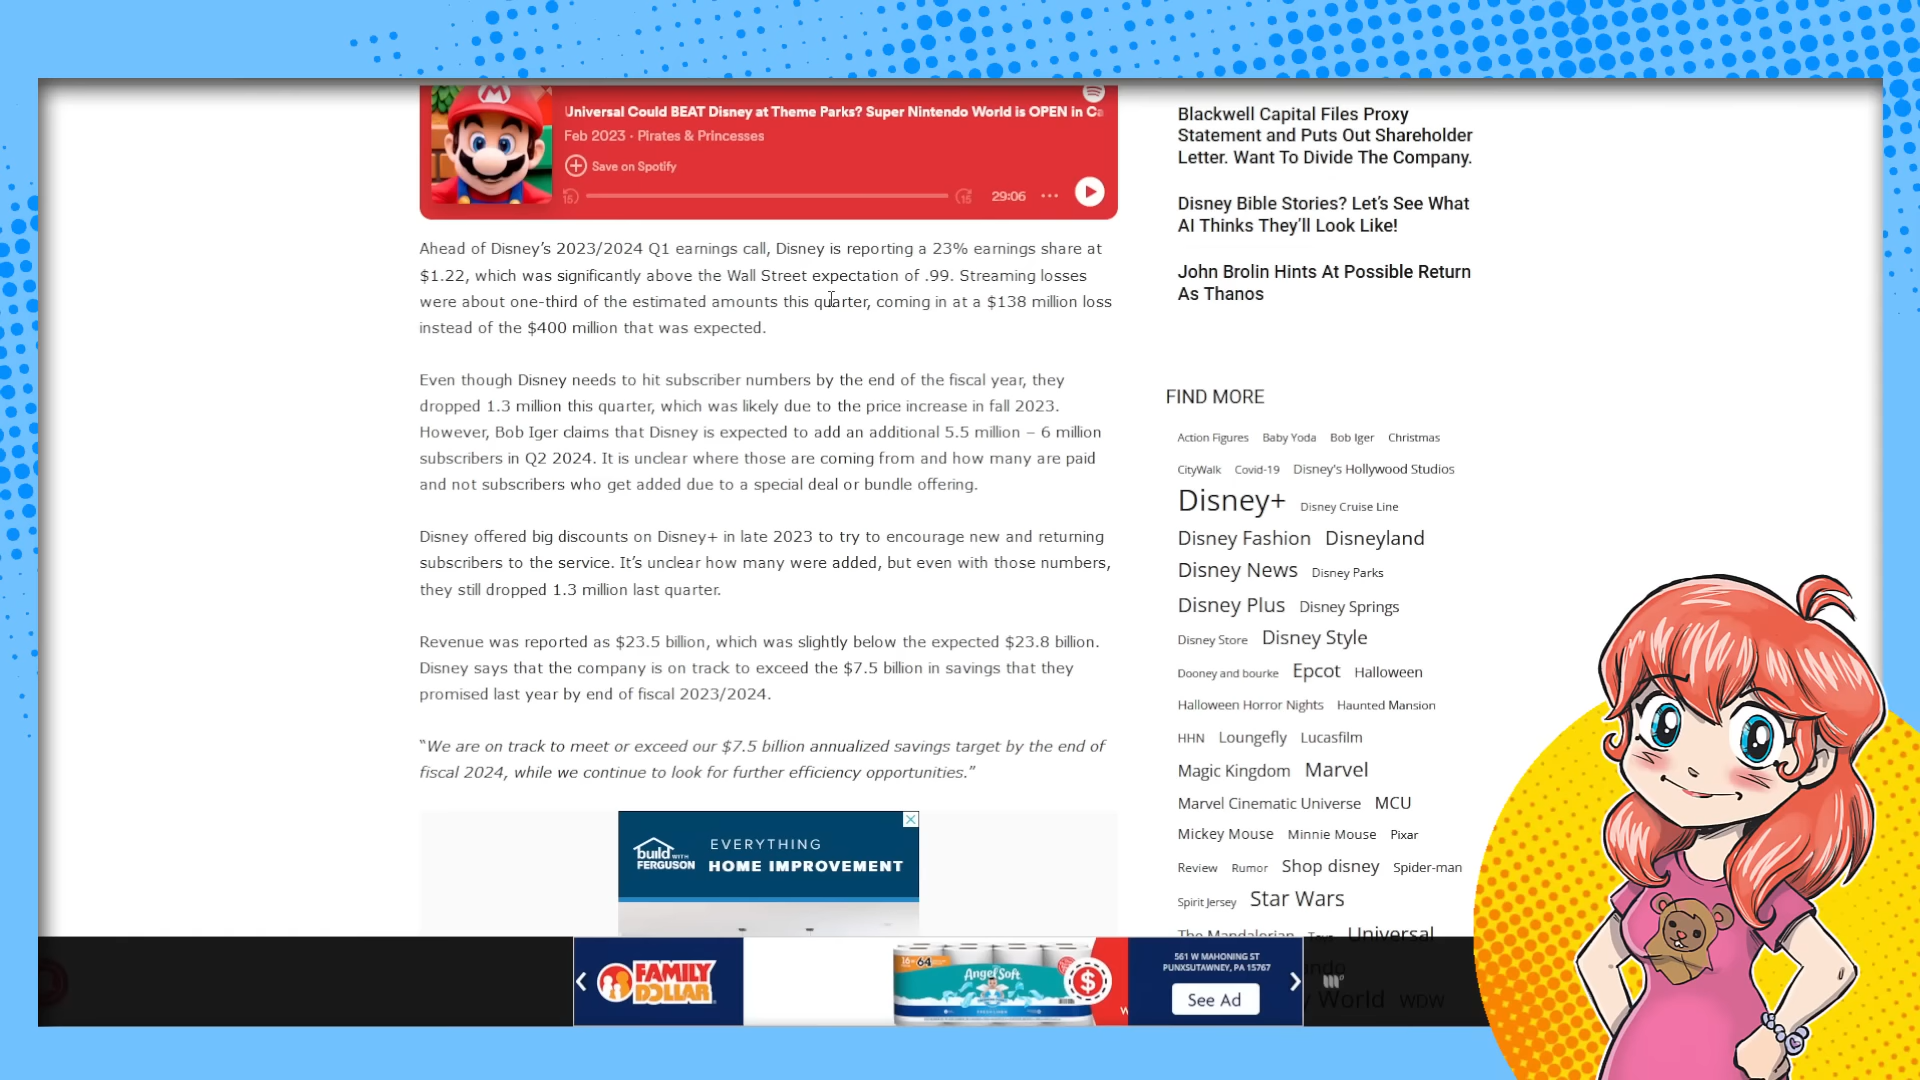 Universal Could BEAT Disney at Theme Parks? Super Nintendo World is OPEN in Ca
Feb 2023 · Pirates & Princesses
Save on Spotify
15
15
29:06
Ahead of Disney’s 2023/2024 Q1 earnings call, Disney is reporting a 23% earnings share at
$1.22, which was significantly above the Wall Street expectation of .99. Streaming losses
were about one-third of the estimated amounts this quarter, coming in at a $138 million loss
instead of the $400 million that was expected.
Even though Disney needs to hit subscriber numbers by the end of the fiscal year, they
dropped 1.3 million this quarter, which was likely due to the price increase in fall 2023.
However, Bob Iger claims that Disney is expected to add an additional 5.5 million – 6 million
subscribers in Q2 2024. It is unclear where those are coming from and how many are paid
and not subscribers who get added due to a special deal or bundle offering.
Disney offered big discounts on Disney+ in late 2023 to try to encourage new and returning
subscribers to the service. It’s unclear how many were added, but even with those numbers,
they still dropped 1.3 million last quarter.
Revenue was reported as $23.5 billion, which was slightly below the expected $23.8 billion.
Disney says that the company is on track to exceed the $7.5 billion in savings that they
promised last year by end of fiscal 2023/2024.
“We are on track to meet or exceed our $7.5 billion annualized savings target by the end of
fiscal 2024, while we continue to look for further efficiency opportunities.”
build WITH
FERGUSON
EVERYTHING
HOME IMPROVEMENT
Blackwell Capital Files Proxy
Statement and Puts Out Shareholder
Letter. Want To Divide The Company.
Disney Bible Stories? Let’s See What
AI Thinks They’ll Look Like!
John Brolin Hints At Possible Return
As Thanos
FIND MORE
Action Figures Baby Yoda Bob Iger Christmas
CityWalk Covid-19 Disney's Hollywood Studios
Disney+ Disney Cruise Line
Disney Fashion Disneyland
Disney News Disney Parks
Disney Plus Disney Springs
Disney Store Disney Style
Dooney and bourke Epcot Halloween
Halloween Horror Nights Haunted Mansion
HHN Loungefly Lucasfilm
Magic Kingdom Marvel
Marvel Cinematic Universe MCU
Mickey Mouse Minnie Mouse Pixar
Review Rumor Shop disney Spider-man
Spirit Jersey Star Wars
The Mandalorian Toys Universal
World WDW
FAMILY
DOLLAR
16 64
Angel Soft
$
561 W MAHONING ST
PUNXSUTAWNEY, PA 15767
See Ad